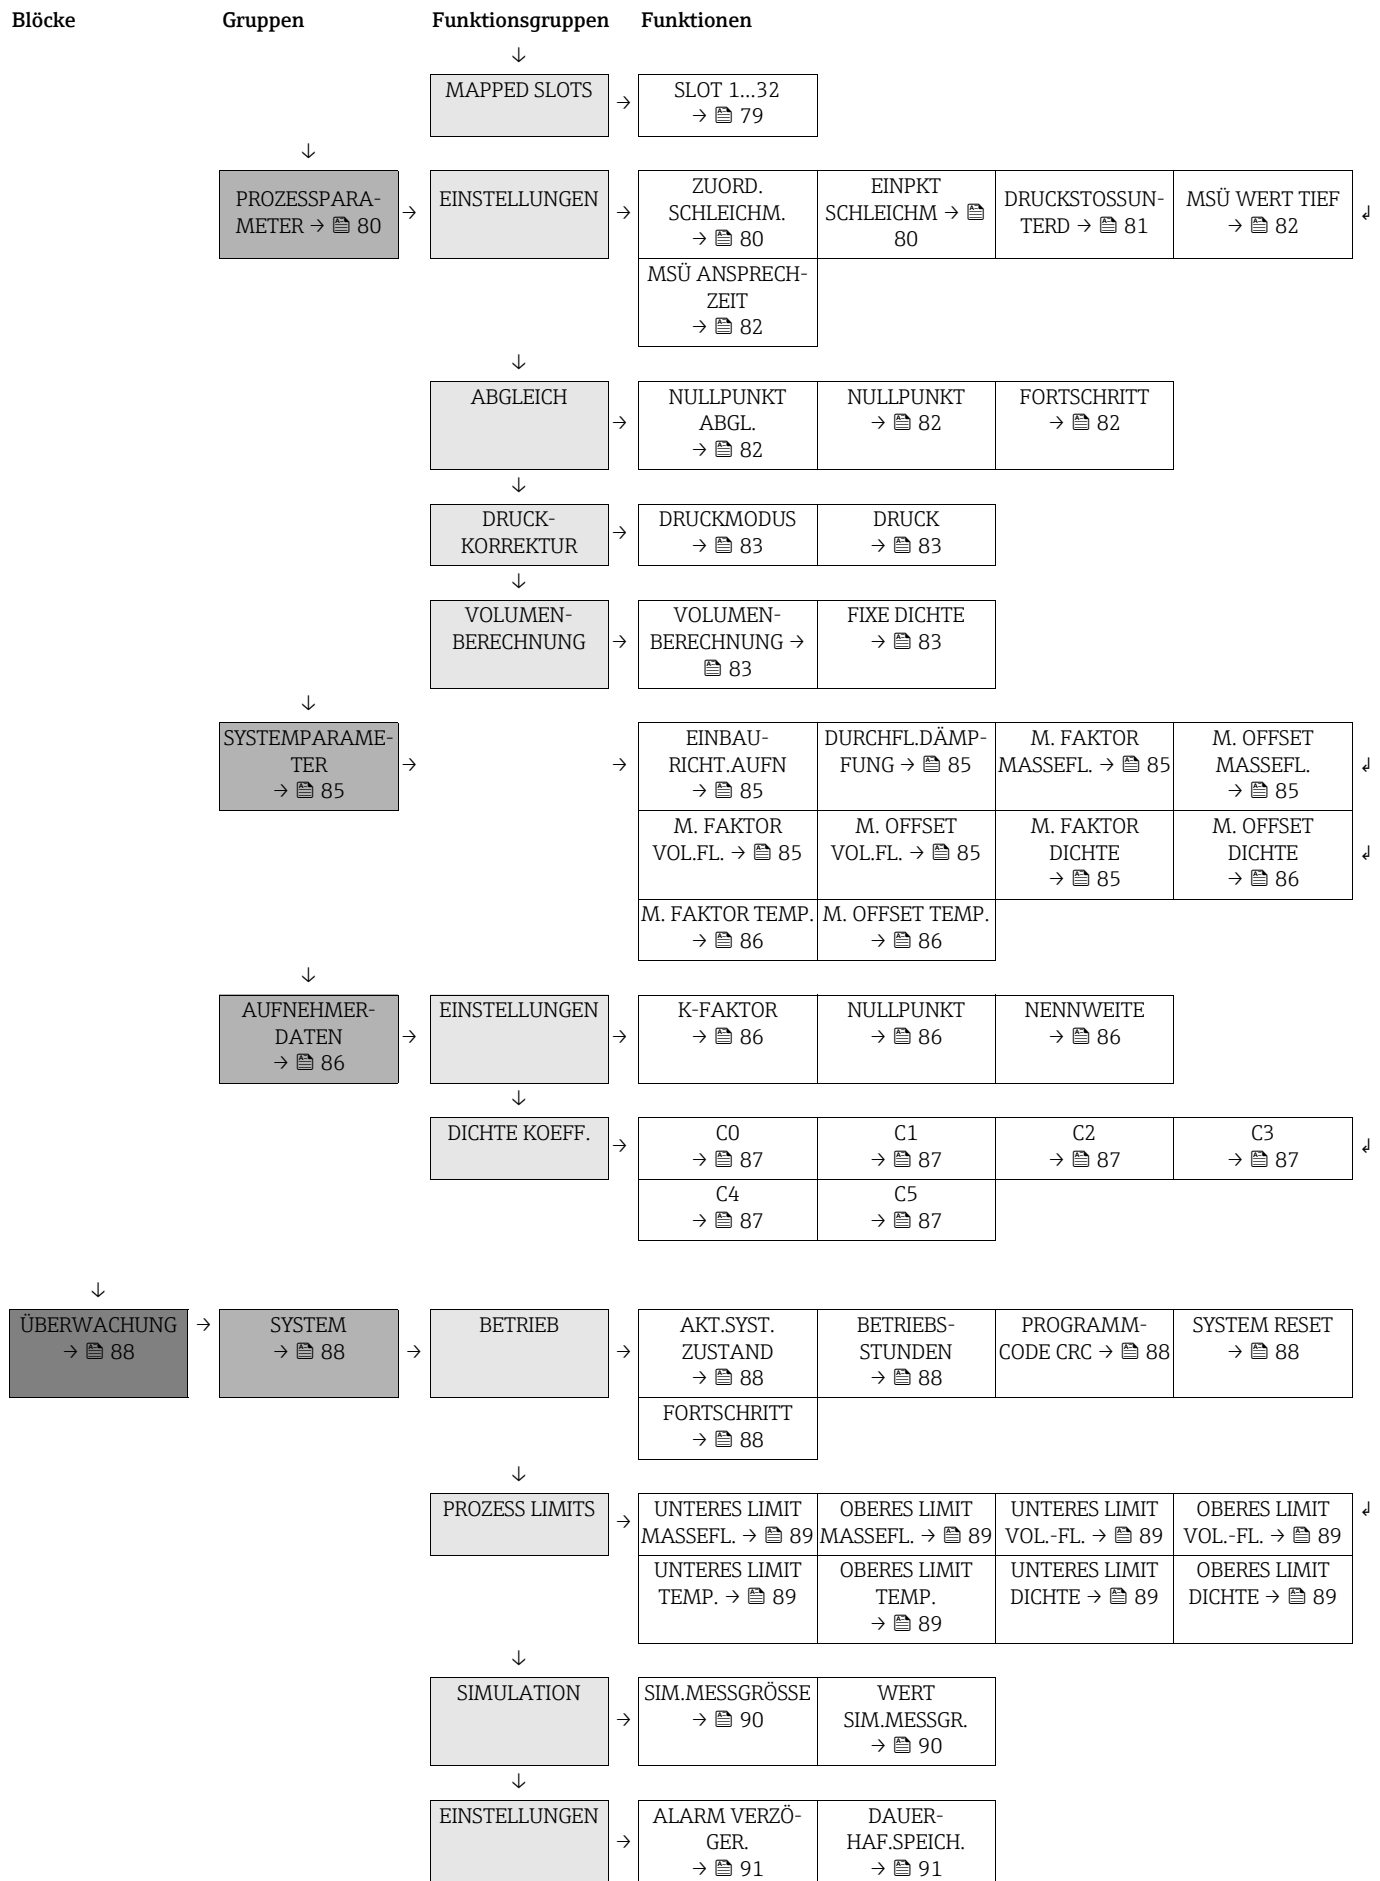 Blöcke Gruppen Funktionsgruppen Funktionen
↓
MAPPED SLOTS → SLOT 1…32
→ 79
↓
PROZESSPARA-
METER → 80
→
EINSTELLUNGEN
→
ZUORD.
SCHLEICHM.
→ 80
EINPKT
SCHLEICHM →
80
DRUCKSTOSSUN-
TERD → 81
MSÜ WERT TIEF
→ 82
↲
MSÜ ANSPRECH-
ZEIT
→ 82
↓
ABGLEICH
→
NULLPUNKT
ABGL.
→ 82
NULLPUNKT
→ 82
FORTSCHRITT
→ 82
↓
DRUCK-
KORREKTUR
→
DRUCKMODUS
→ 83
DRUCK
→ 83
↓
VOLUMEN-
BERECHNUNG
→
VOLUMEN-
BERECHNUNG →
83
FIXE DICHTE
→ 83
↓
SYSTEMPARAME-
TER
→ 85
→
→
EINBAU-
RICHT.AUFN
→ 85
DURCHFL.DÄMP-
FUNG → 85
M. FAKTOR
MASSEFL. → 85
M. OFFSET
MASSEFL.
→ 85
↲
M. FAKTOR
VOL.FL. → 85
M. OFFSET
VOL.FL. → 85
M. FAKTOR
DICHTE
→ 85
M. OFFSET
DICHTE
→ 86
↲
M. FAKTOR TEMP.
→ 86
M. OFFSET TEMP.
→ 86
↓
AUFNEHMER-
DATEN
→ 86
→
EINSTELLUNGEN
→
K-FAKTOR
→ 86
NULLPUNKT
→ 86
NENNWEITE
→ 86
↓
DICHTE KOEFF.
→
C0
→ 87
C1
→ 87
C2
→ 87
C3
→ 87
↲
C4
→ 87
C5
→ 87
↓
ÜBERWACHUNG
→ 88
→
SYSTEM
→ 88
→
BETRIEB
→
AKT.SYST.
ZUSTAND
→ 88
BETRIEBS-
STUNDEN
→ 88
PROGRAMM-
CODE CRC → 88
SYSTEM RESET
→ 88
FORTSCHRITT
→ 88
↓
PROZESS LIMITS
→
UNTERES LIMIT
MASSEFL. → 89
OBERES LIMIT
MASSEFL. → 89
UNTERES LIMIT
VOL.-FL. → 89
OBERES LIMIT
VOL.-FL. → 89
↲
UNTERES LIMIT
TEMP. → 89
OBERES LIMIT
TEMP.
→ 89
UNTERES LIMIT
DICHTE → 89
OBERES LIMIT
DICHTE → 89
↓
SIMULATION
→
SIM.MESSGRÖSSE
→ 90
WERT
SIM.MESSGR.
→ 90
↓
EINSTELLUNGEN
→
ALARM VERZÖ-
GER.
→ 91
DAUER-
HAF.SPEICH.
→ 91